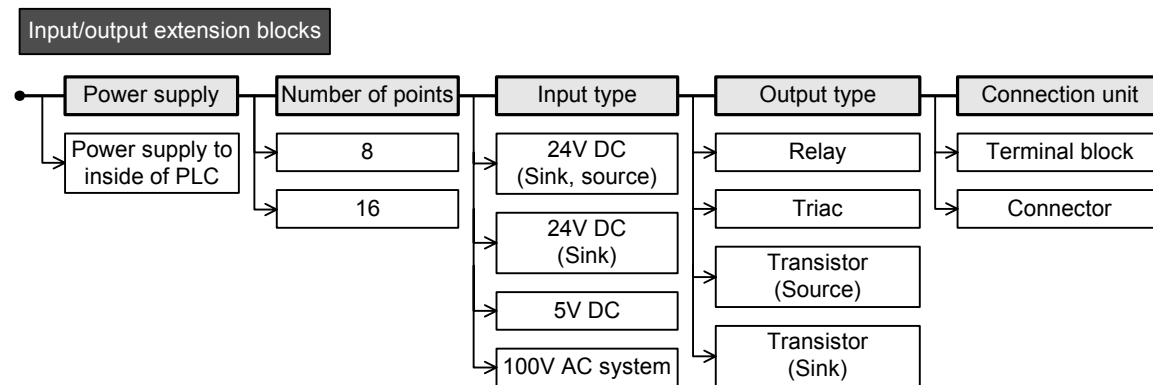 Input/output extension blocks
Power supply
Number of points
Input type
Output type
Connection unit
Power supply to
inside of PLC
8
16
24V DC
(Sink, source)
24V DC
(Sink)
5V DC
100V AC system
Relay
Triac
Transistor
(Source)
Transistor
(Sink)
Terminal block
Connector